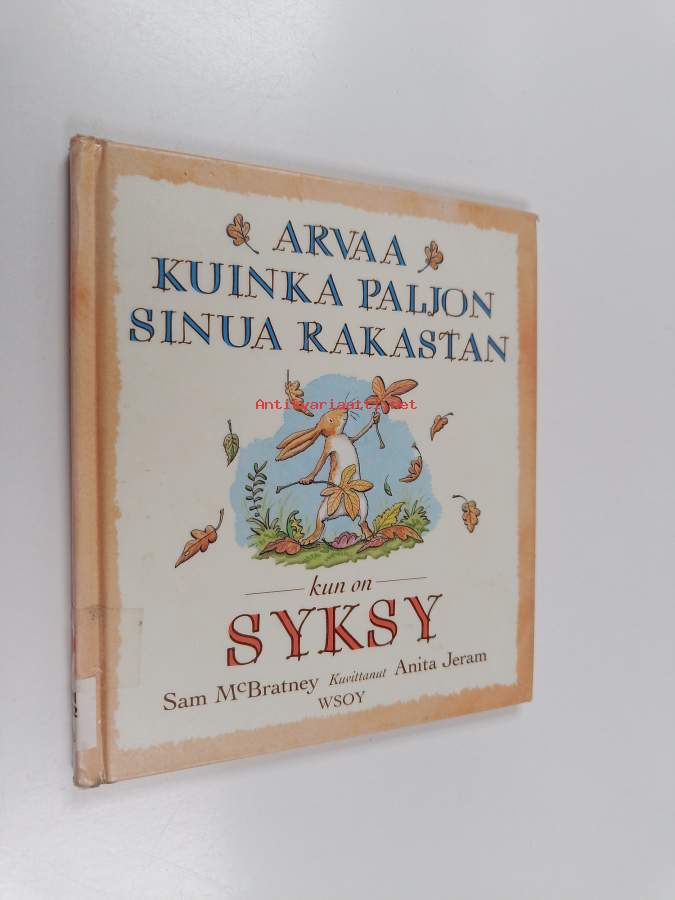 ARVAA
KUINKA PALJON
SINUA RAKASTAN
Antikvariaatti.net
kun on
SYKSY
Sam McBratney Kuvittanut Anita Jeram
WSOY